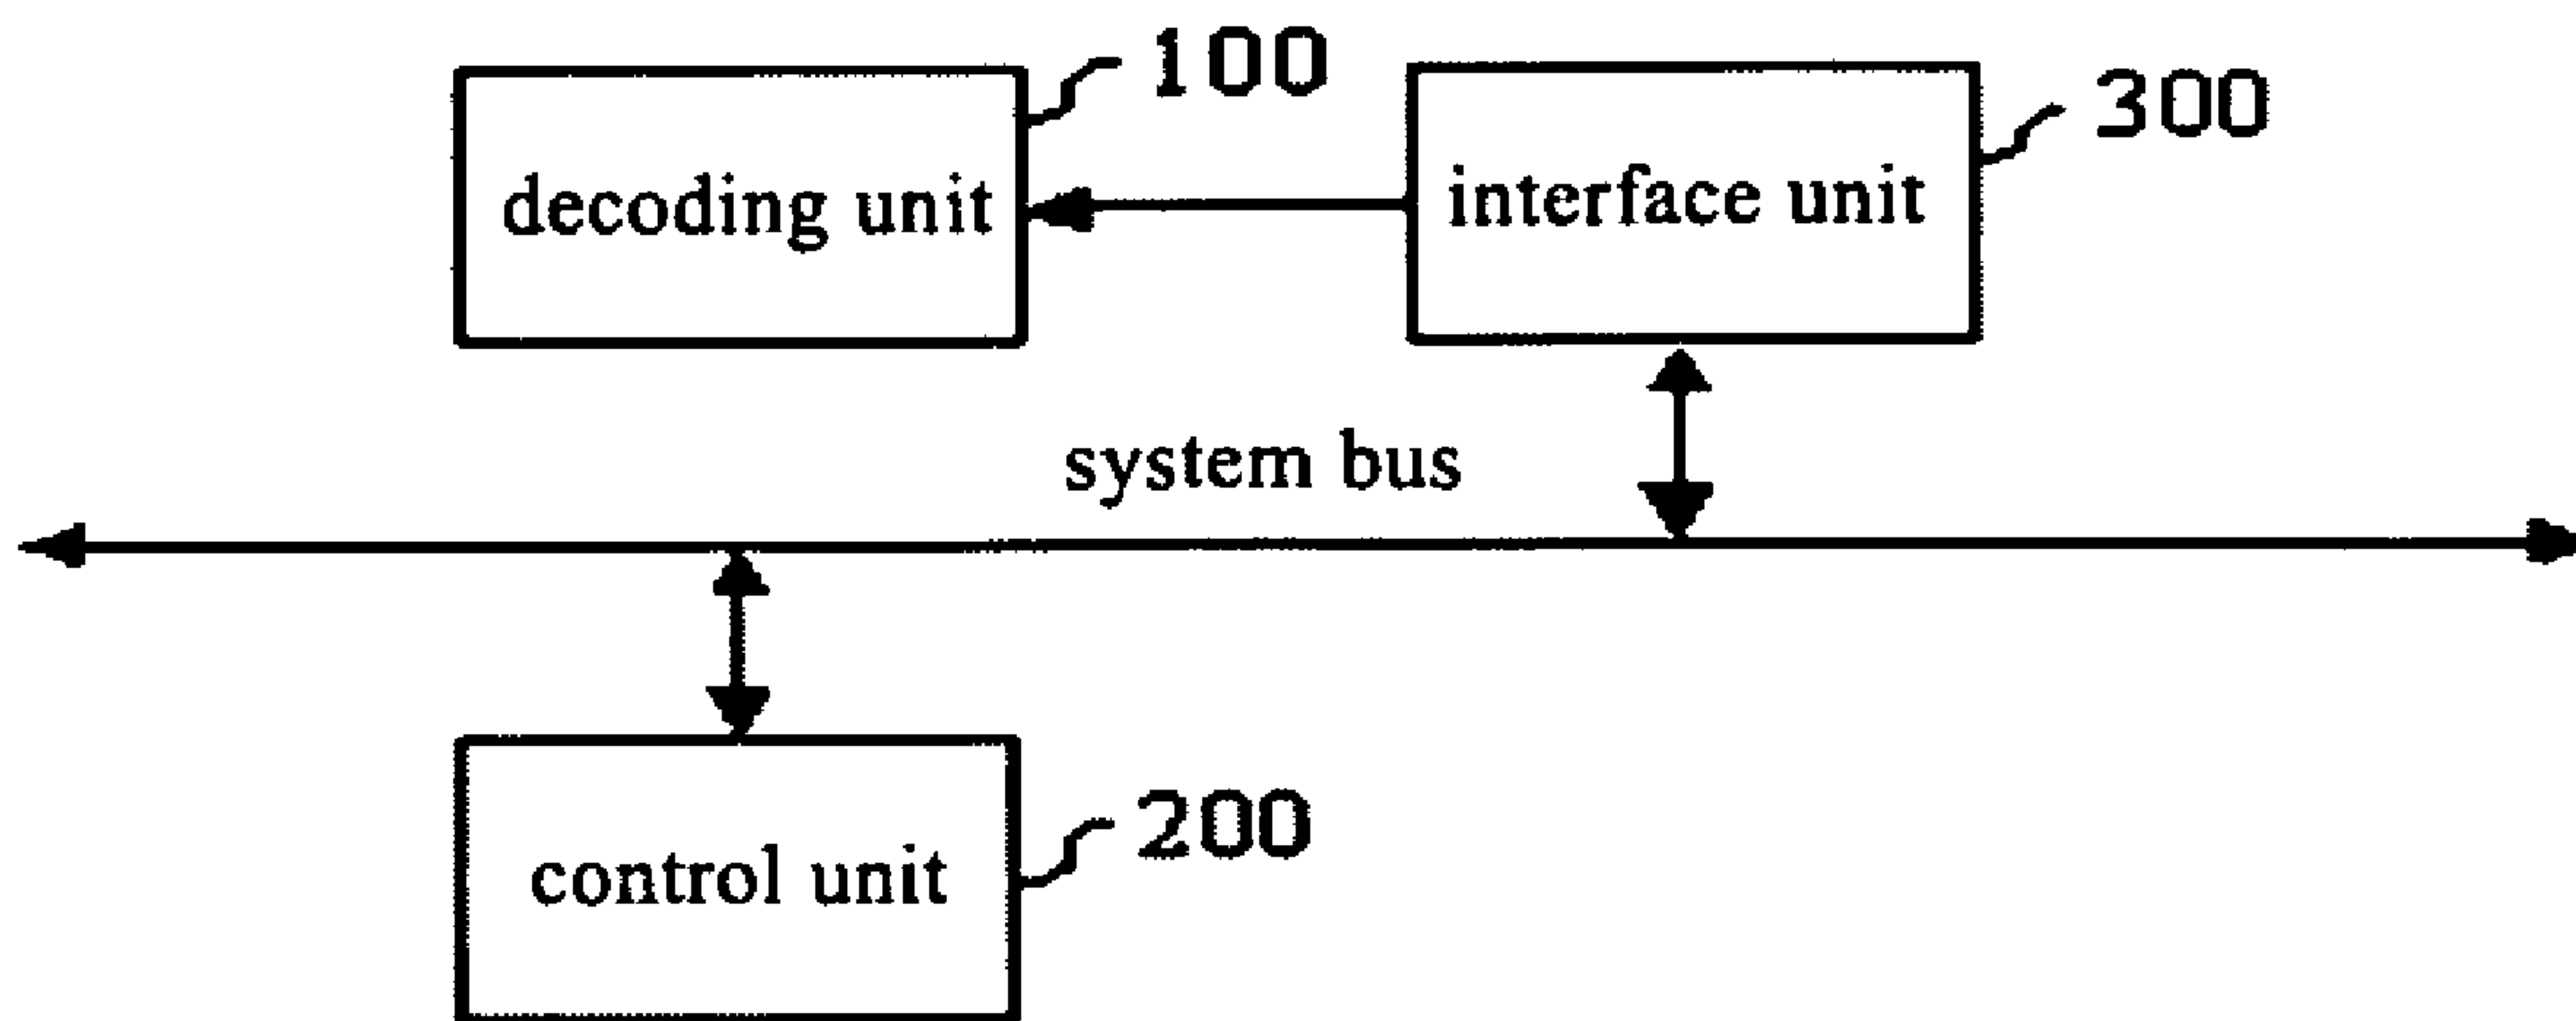 100
300
decoding unit
interface unit
system bus
200
control unit